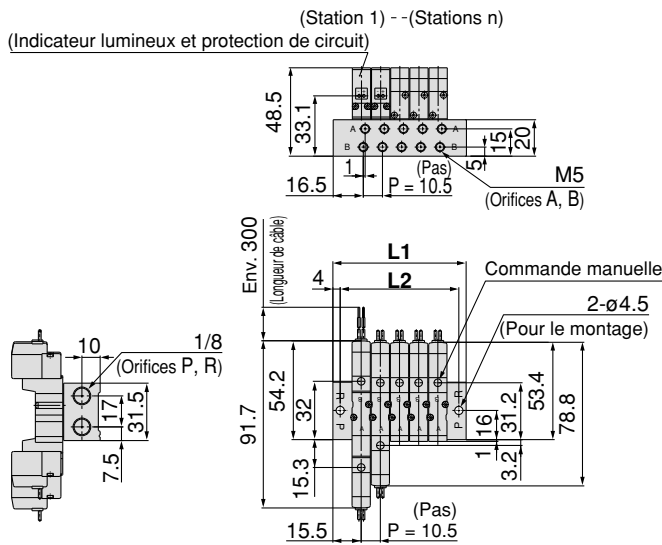 (Station 1) - - (Stations n)
(Indicateur lumineux et protection de circuit)
48.5
33.1
A A
B B
1
16.5
(Pas)
P = 10.5
5
15
20
M5
(Orifices A, B)
Env. 300
(Longueur de câble)
L1
4
L2
Commande manuelle
2-ø4.5
(Pour le montage)
10
1/8
(Orifices P, R)
17
31.5
7.5
91.7
54.2
32
15.3
15.5
(Pas)
P = 10.5
R R
P P
B B B B B
A A A A A
16
1
31.2
3.2
53.4
78.8